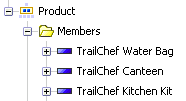 Product
Members
TrailChef Water Bag
TrailChef Canteen
TrailChef Kitchen Kit